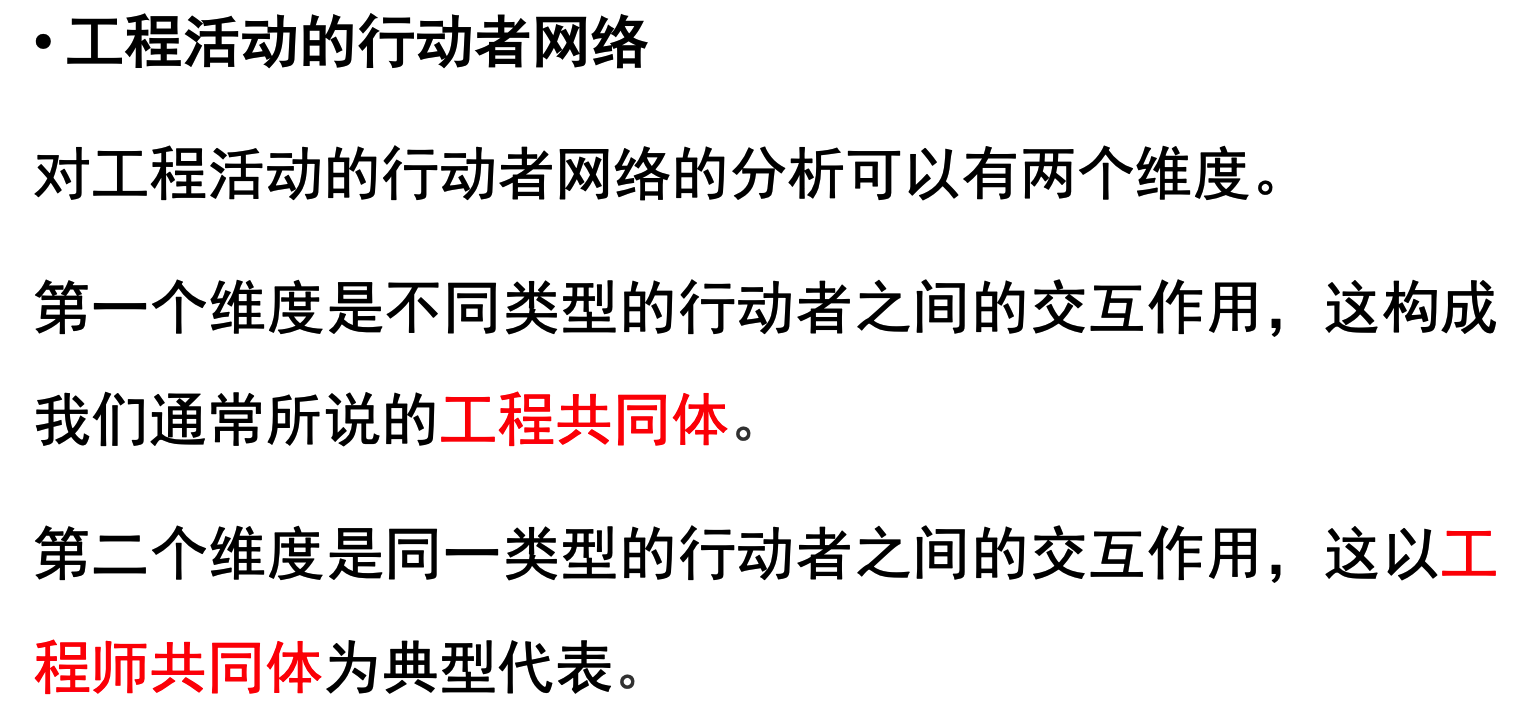 • 工程活动的行动者网络
对工程活动的行动者网络的分析可以有两个维度。
第一个维度是不同类型的行动者之间的交互作用，这构成
我们通常所说的工程共同体。
第二个维度是同一类型的行动者之间的交互作用，这以工
程师共同体为典型代表。